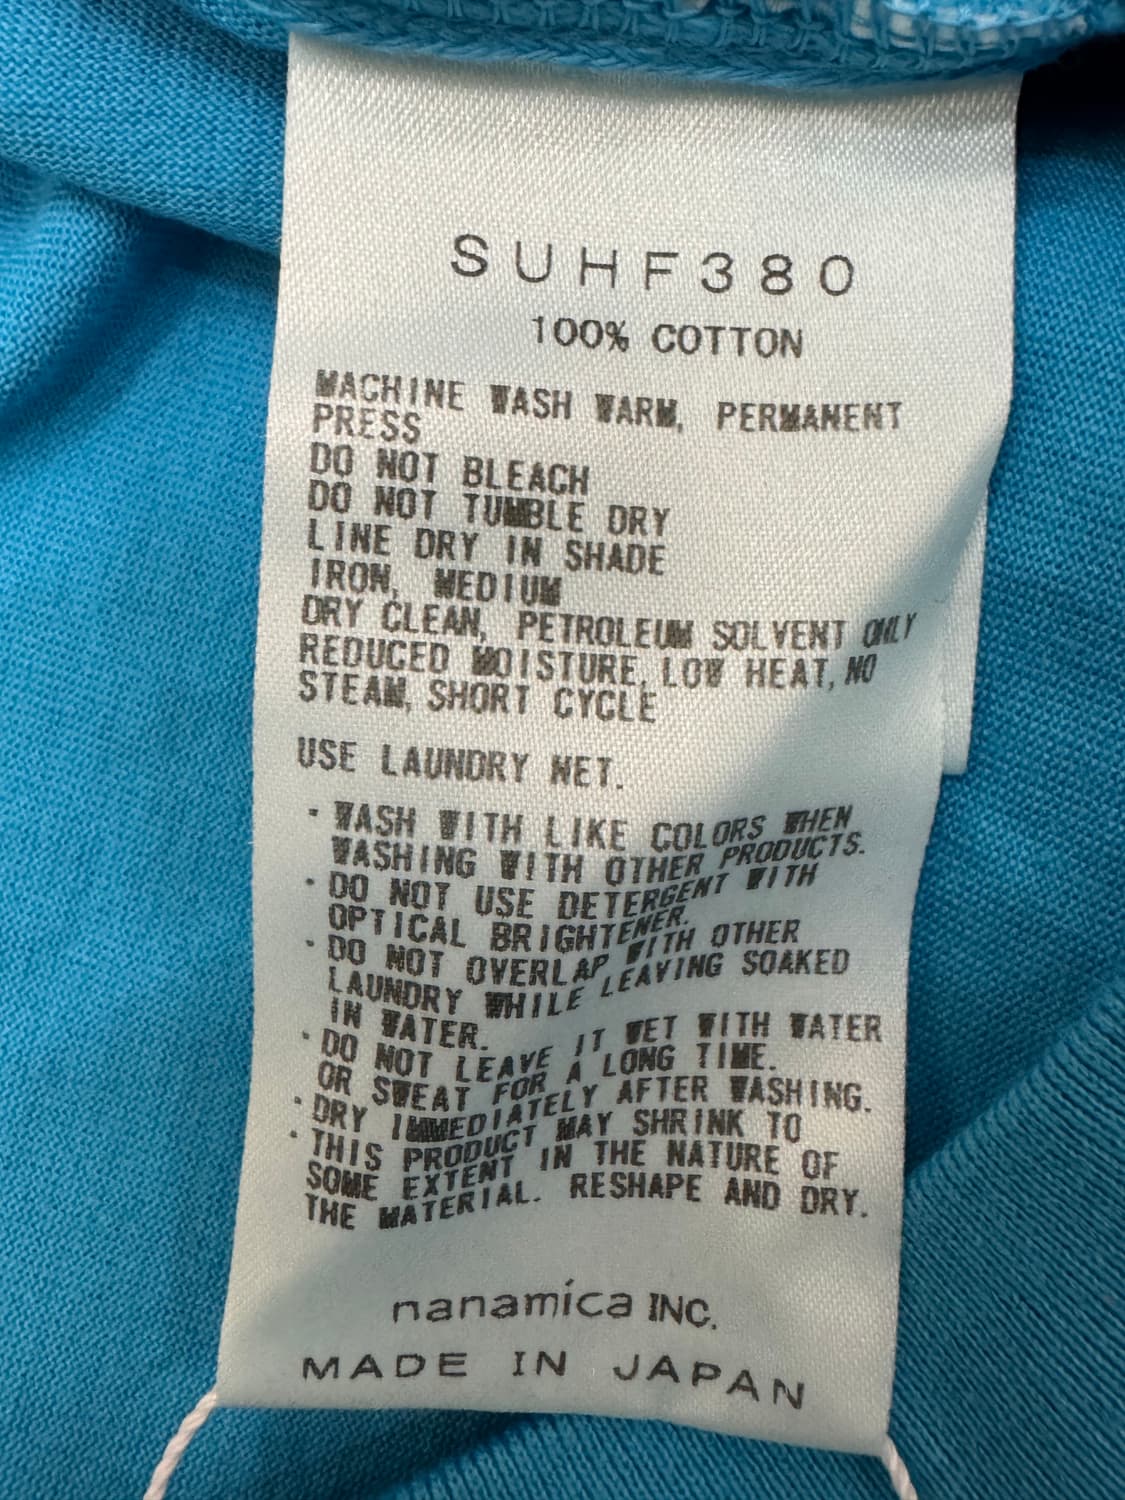 SUHF380
100% COTTON
MACHINE WASH WARM, PERMANENT
PRESS
DO NOT BLEACH
DO NOT TUMBLE DRY
LINE DRY IN SHADE
IRON, MEDIUM
DRY CLEAN, PETROLEUM SOLVENT ONLY
REDUCED MOISTURE, LOW HEAT, NO
STEAM, SHORT CYCLE
USE LAUNDRY NET.
・WASH WITH LIKE COLORS WHEN
WASHING WITH OTHER PRODUCTS.
・DO NOT USE DETERGENT WITH
OPTICAL BRIGHTENER.
・DO NOT OVERLAP WITH OTHER
LAUNDRY WHILE LEAVING SOAKED
IN WATER.
・DO NOT LEAVE IT WET WITH WATER
OR SWEAT FOR A LONG TIME.
・DRY IMMEDIATELY AFTER WASHING.
・THIS PRODUCT MAY SHRINK TO
SOME EXTENT IN THE NATURE OF
THE MATERIAL. RESHAPE AND DRY.
nanamica INC.
MADE IN JAPAN